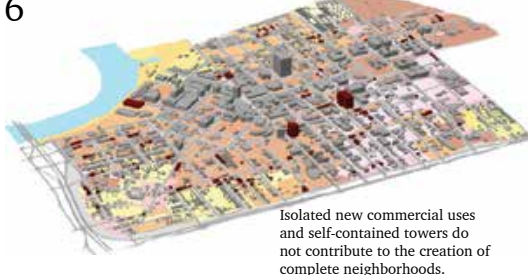 6
Isolated new commercial uses
and self-contained towers do
not contribute to the creation of
complete neighborhoods.